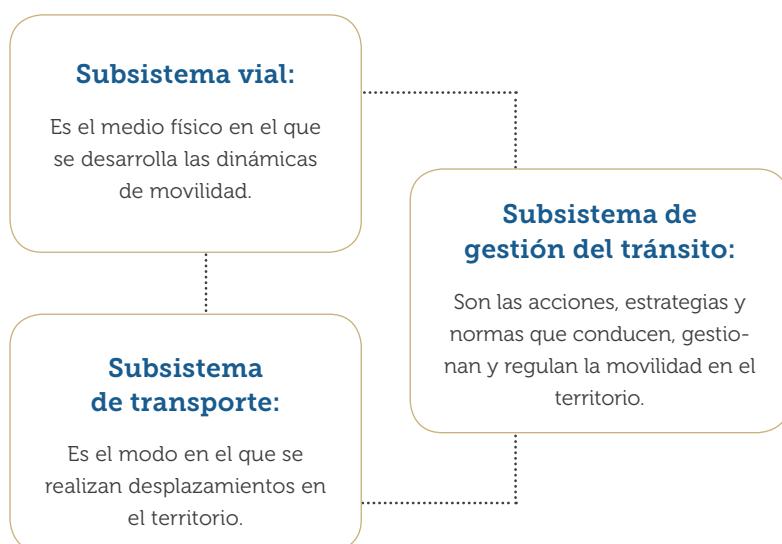 Subsistema vial:
Es el medio físico en el que
se desarrolla las dinámicas
de movilidad.
Subsistema de
gestión del tránsito:
Son las acciones, estrategias y
normas que conducen, gestio-
nan y regulan la movilidad en el
territorio.
Subsistema
de transporte:
Es el modo en el que se
realizan desplazamientos en
el territorio.